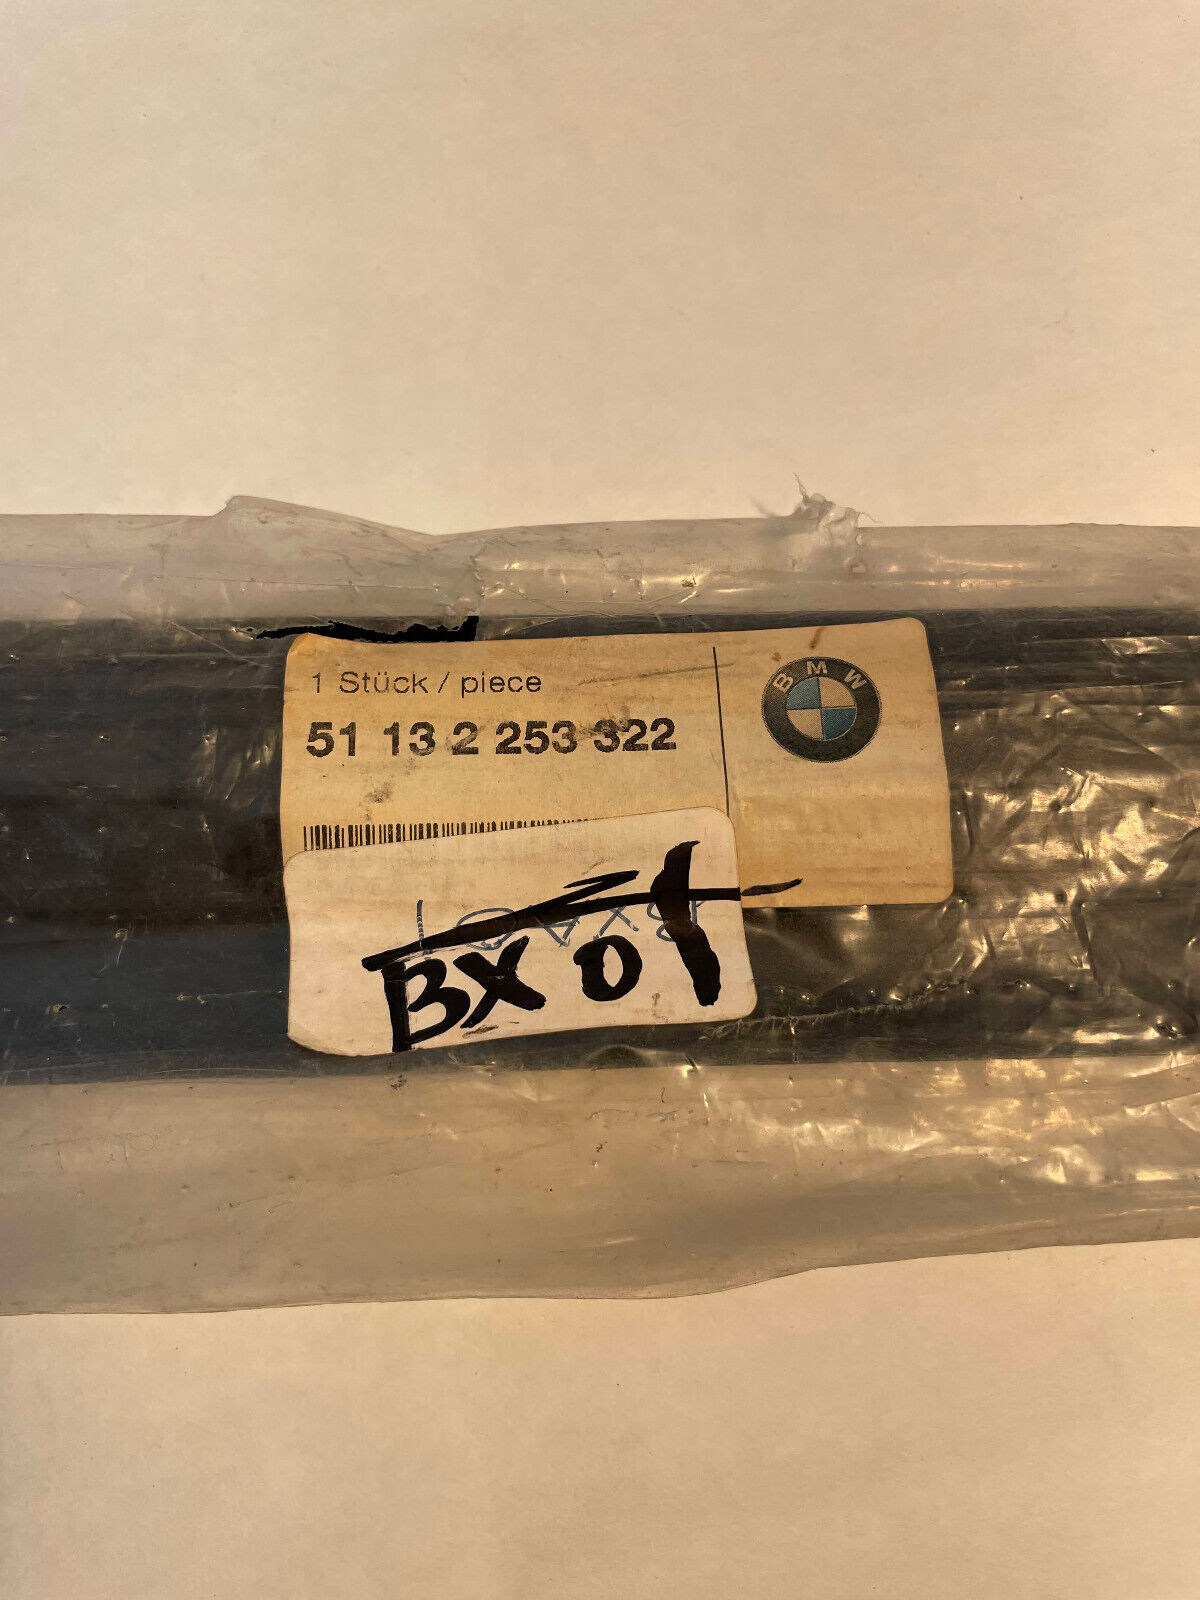 1 Stück / piece
51 13 2 253 322
BMW
BX 01